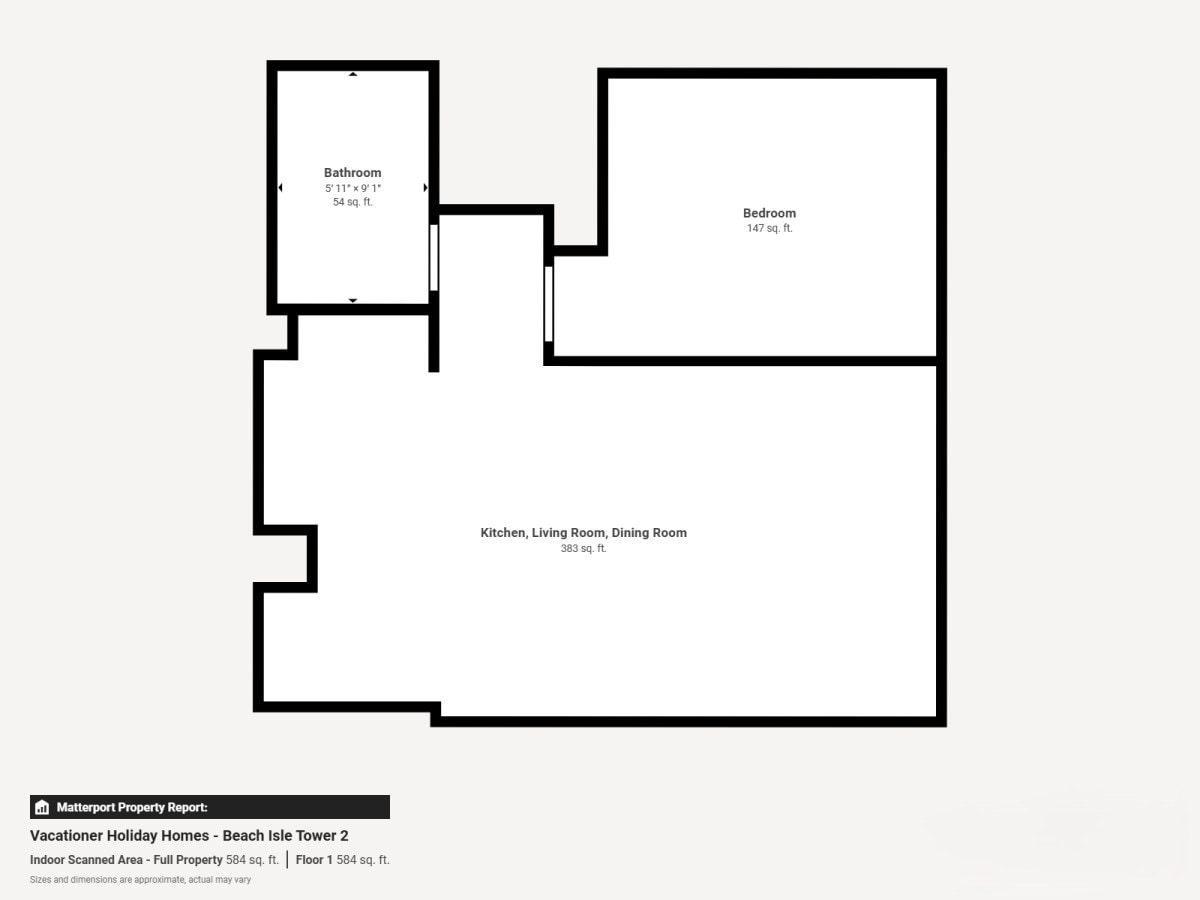 Bathroom
5' 11" × 9' 1"
54 sq. ft.
Bedroom
147 sq. ft.
Kitchen, Living Room, Dining Room
383 sq. ft.
Matterport Property Report:
Vacationer Holiday Homes - Beach Isle Tower 2
Indoor Scanned Area - Full Property 584 sq. ft. | Floor 1 584 sq. ft.
Sizes and dimensions are approximate, actual may vary